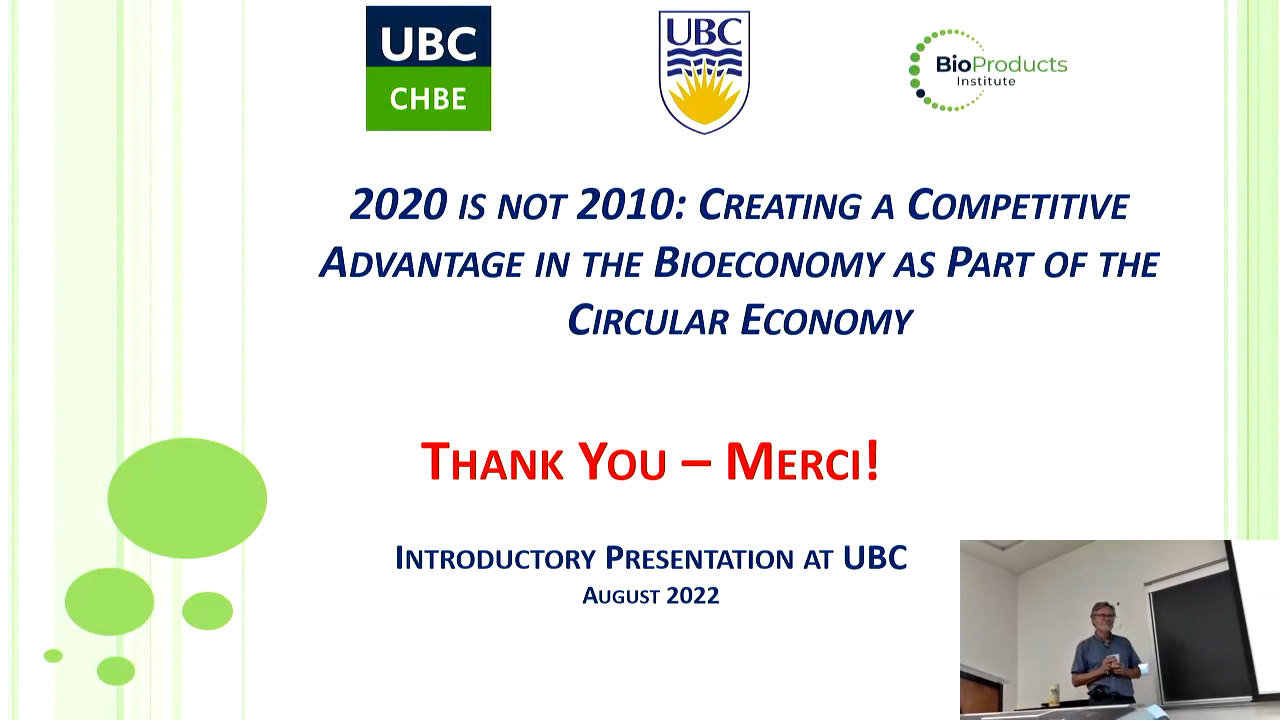 UBC
CHBE
UBC
BioProducts
Institute
2020 IS NOT 2010: CREATING A COMPETITIVE
ADVANTAGE IN THE BIOECONOMY AS PART OF THE
CIRCULAR ECONOMY
THANK YOU – MERCI!
INTRODUCTORY PRESENTATION AT UBC
AUGUST 2022